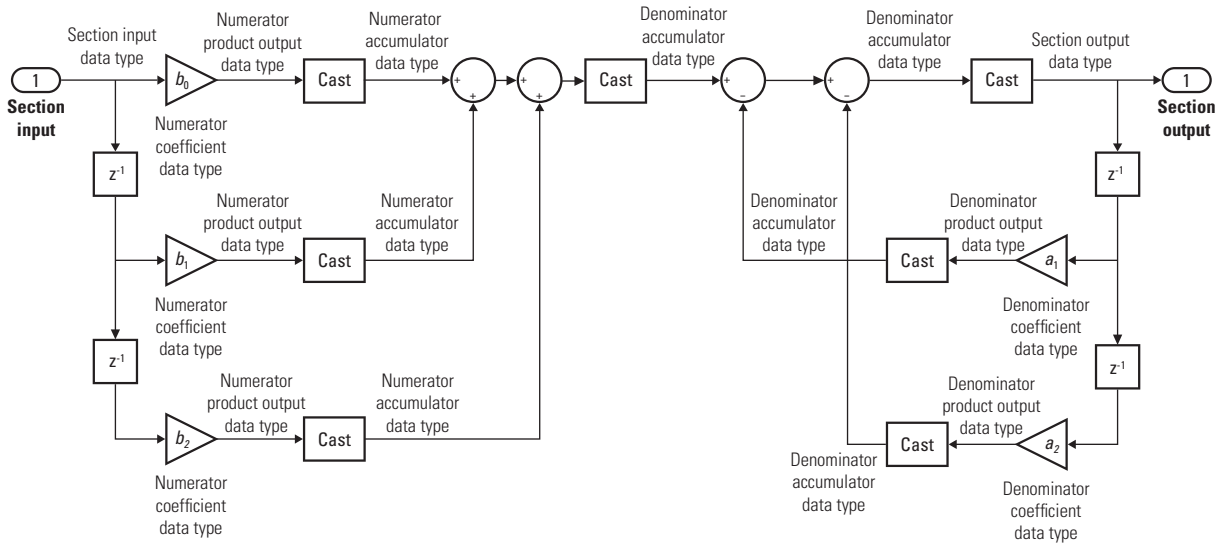 Section input
data type
Numerator
product output
data type
Numerator
accumulator
data type
Denominator
accumulator
data type
Denominator
accumulator
data type
Section output
data type
1
Section
input
b0
Cast
+
+
+
+
Cast
+
−
+
−
Cast
1
Section
output
Numerator
coefficient
data type
z-1
z-1
Numerator
product output
data type
Numerator
accumulator
data type
Denominator
accumulator
data type
Denominator
product output
data type
b1
Cast
Cast
a1
Numerator
coefficient
data type
Denominator
coefficient
data type
z-1
z-1
Numerator
product output
data type
Numerator
accumulator
data type
Denominator
product output
data type
b2
Cast
Cast
a2
Denominator
accumulator
data type
Numerator
coefficient
data type
Denominator
coefficient
data type